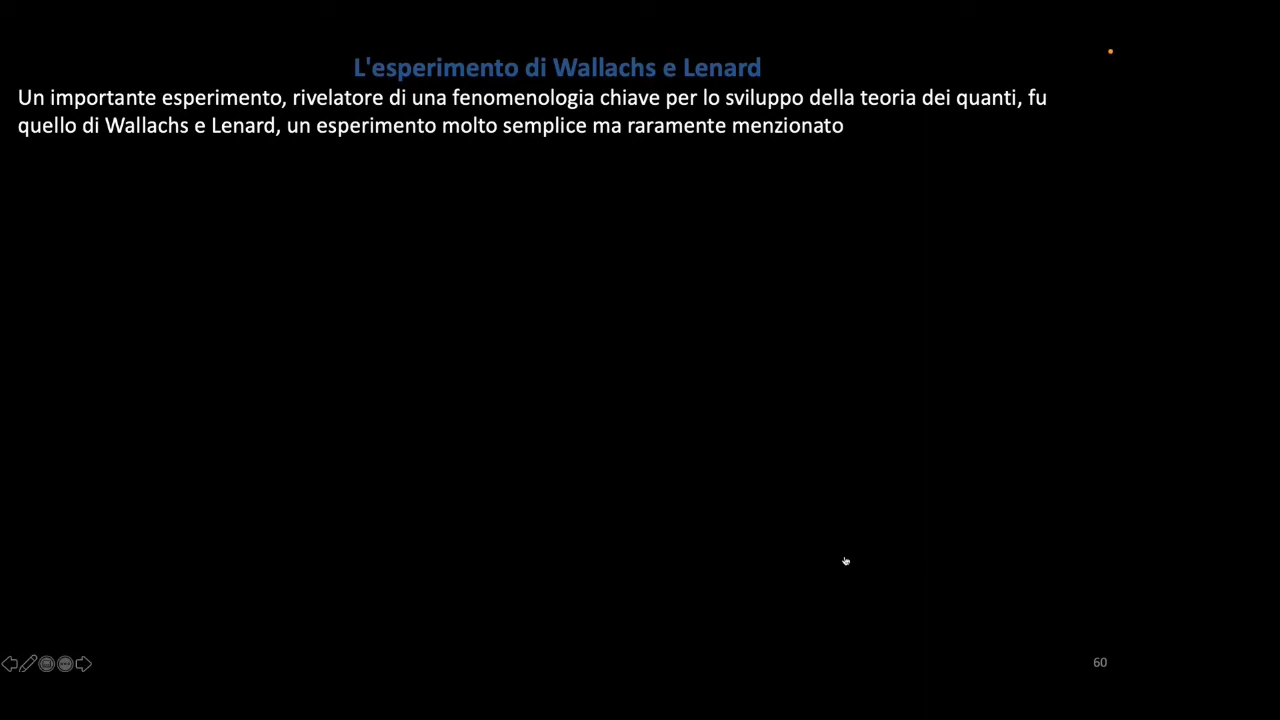 L'esperimento di Wallachs e Lenard
Un importante esperimento, rivelatore di una fenomenologia chiave per lo sviluppo della teoria dei quanti, fu
quello di Wallachs e Lenard, un esperimento molto semplice ma raramente menzionato
60